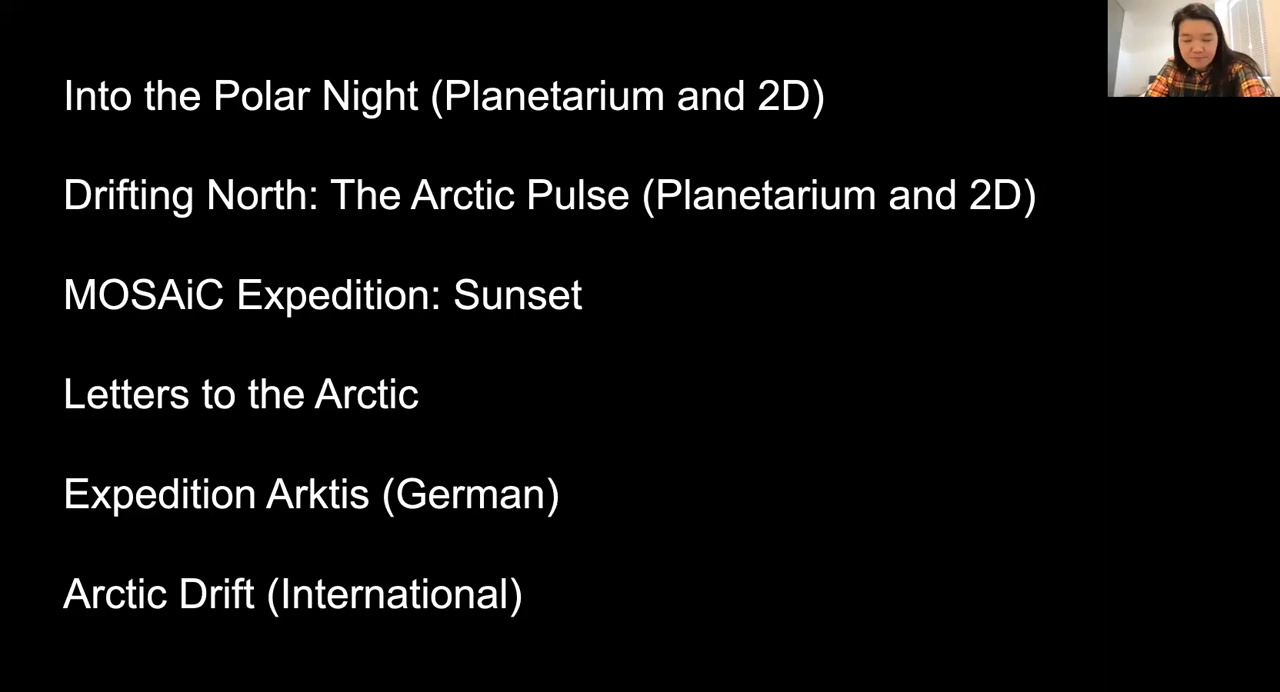 Into the Polar Night (Planetarium and 2D)
Drifting North: The Arctic Pulse (Planetarium and 2D)
MOSAiC Expedition: Sunset
Letters to the Arctic
Expedition Arktis (German)
Arctic Drift (International)